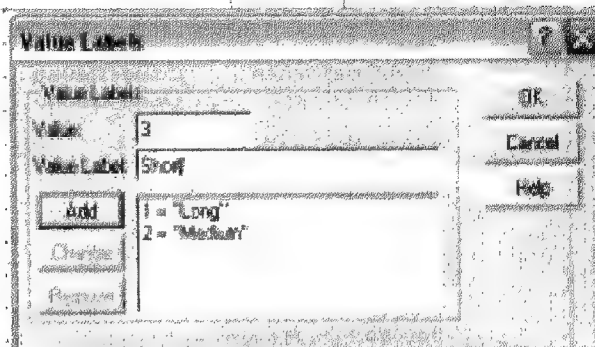 Value Labels
Value Labels
OK
Value: 3
Cancel
Value Label: Short
Help
Add
1 = "Long"
2 = "Medium"
Change
Remove